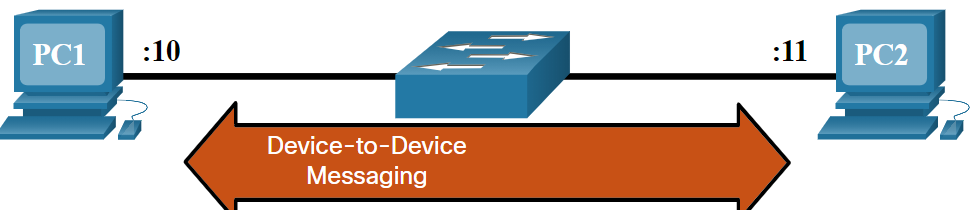 PC1
:10
:11
PC2
Device-to-Device
Messaging